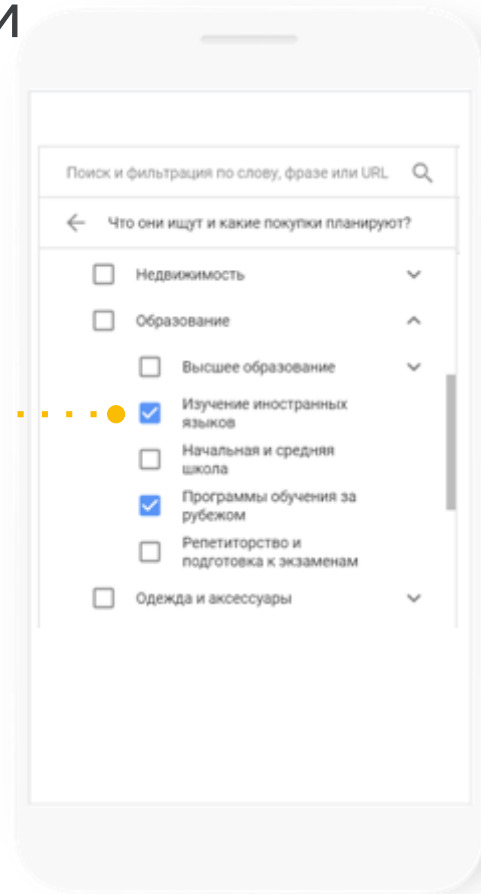 и
Поиск и фильтрация по слову, фразе или URL
Что они ищут и какие покупки планируют?
Недвижимость
Образование
Высшее образование
Изучение иностранных
языков
Начальная и средняя
школа
Программы обучения за
рубежом
Репетиторство и
подготовка к экзаменам
Одежда и аксессуары